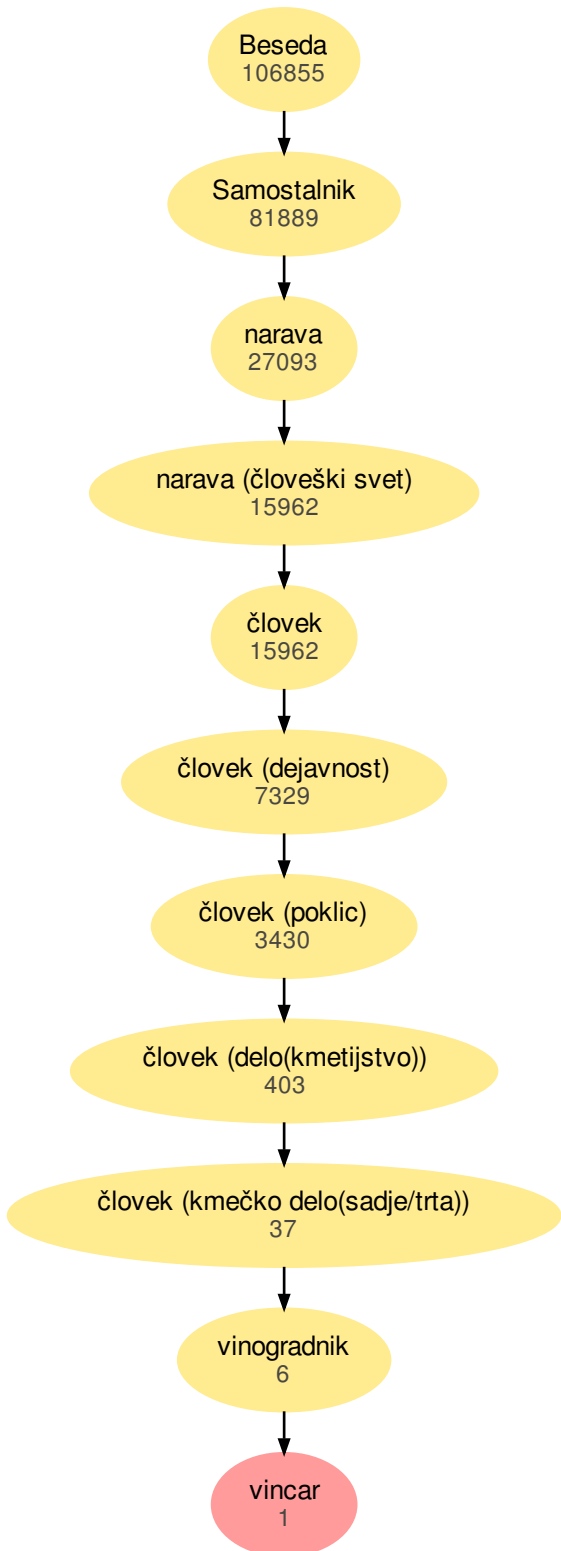 Beseda
106855
Samostalnik
81889
narava
27093
narava (človeški svet)
15962
človek
15962
človek (dejavnost)
7329
človek (poklic)
3430
človek (delo(kmetijstvo))
403
človek (kmečko delo(sadje/trta))
37
vinogradnik
6
vincar
1